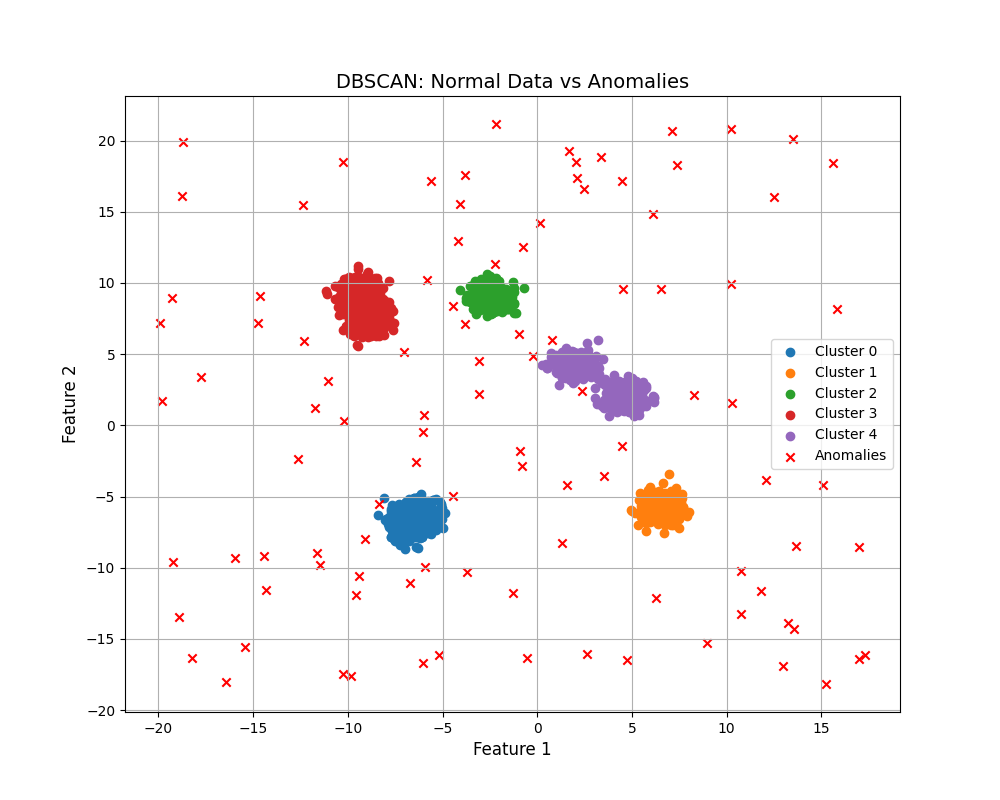 DBSCAN: Normal Data vs Anomalies
20
15
10
5
0
−5
−10
−15
−20
Feature 2
Cluster 0
Cluster 1
Cluster 2
Cluster 3
Cluster 4
Anomalies
−20 −15 −10 −5 0 5 10 15
Feature 1